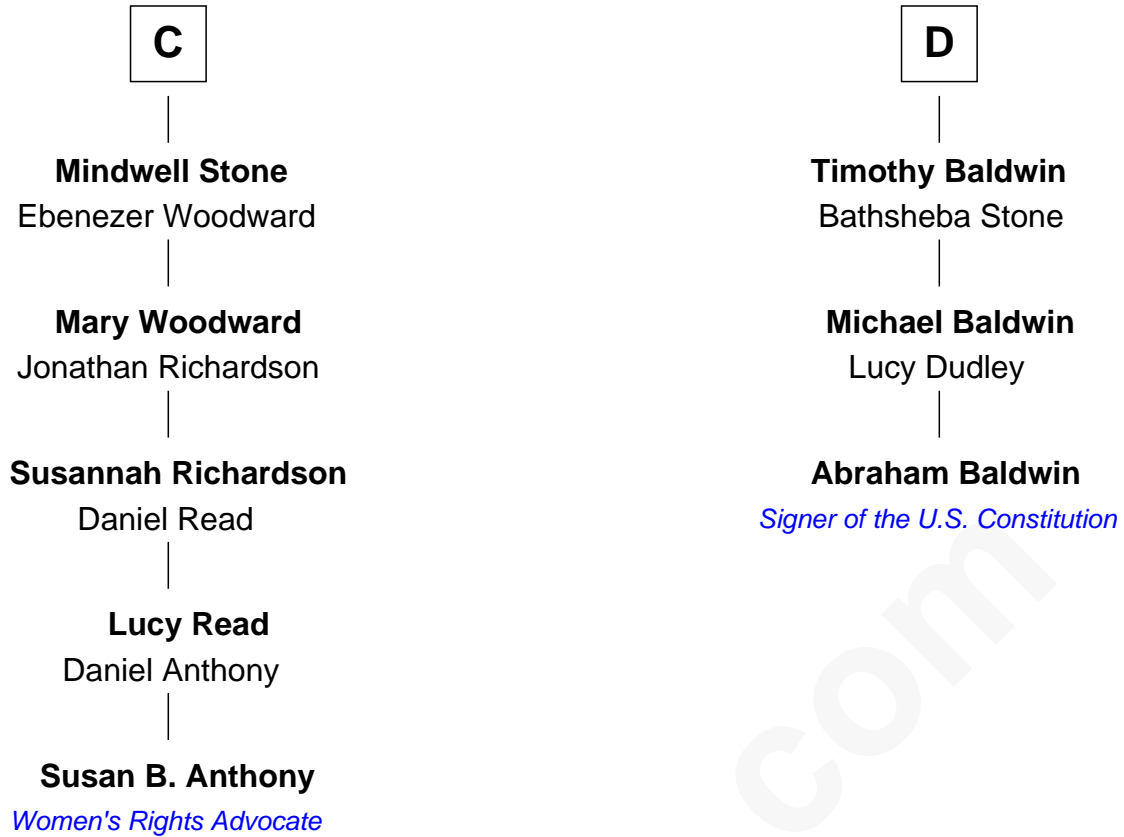 C
Mindwell Stone
Ebenezer Woodward
Mary Woodward
Jonathan Richardson
Susannah Richardson
Daniel Read
Lucy Read
Daniel Anthony
Susan B. Anthony
Women's Rights Advocate
D
Timothy Baldwin
Bathsheba Stone
Michael Baldwin
Lucy Dudley
Abraham Baldwin
Signer of the U.S. Constitution
com